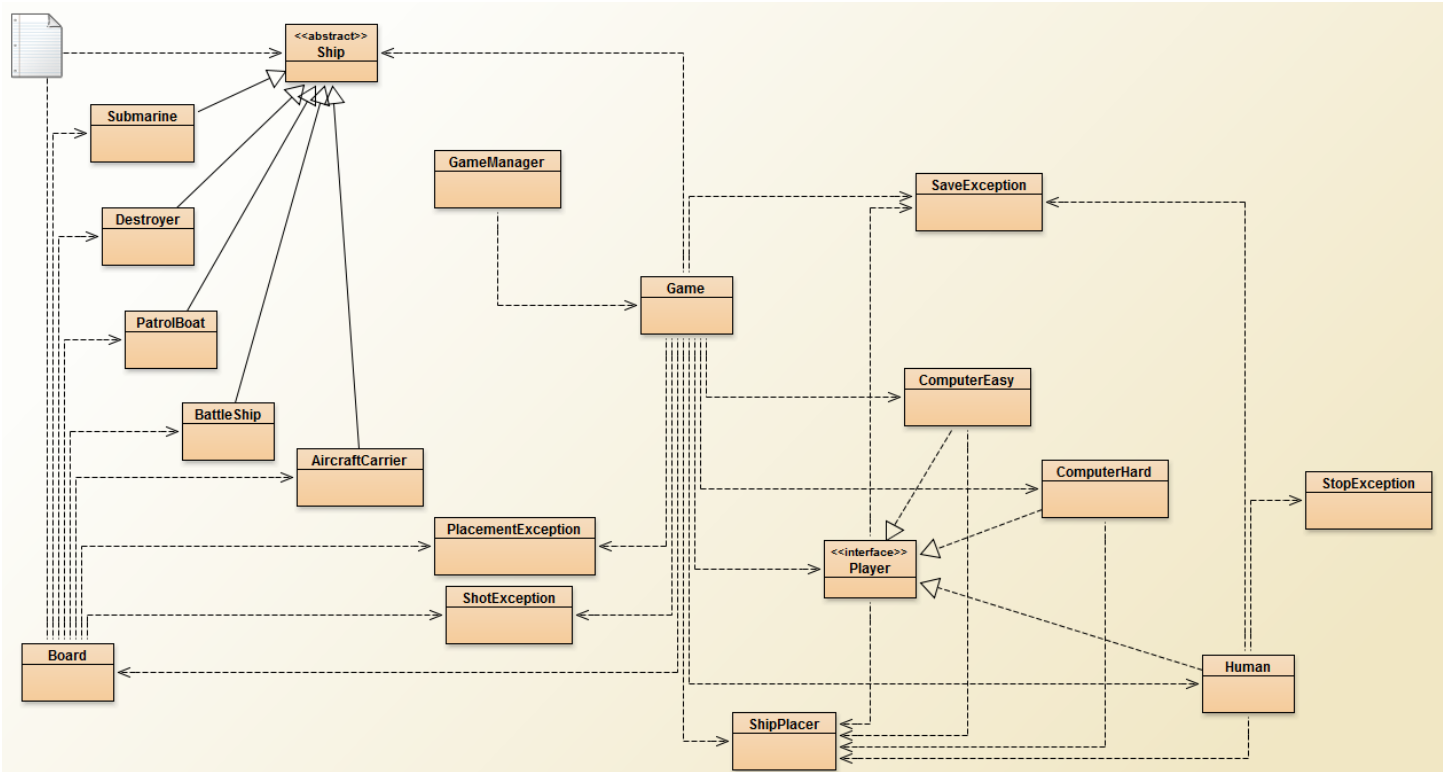 <<abstract>>
Ship
Submarine
GameManager
SaveException
Destroyer
Game
PatrolBoat
ComputerEasy
BattleShip
AircraftCarrier
ComputerHard
StopException
PlacementException
<<interface>>
Player
ShotException
Board
Human
ShipPlacer